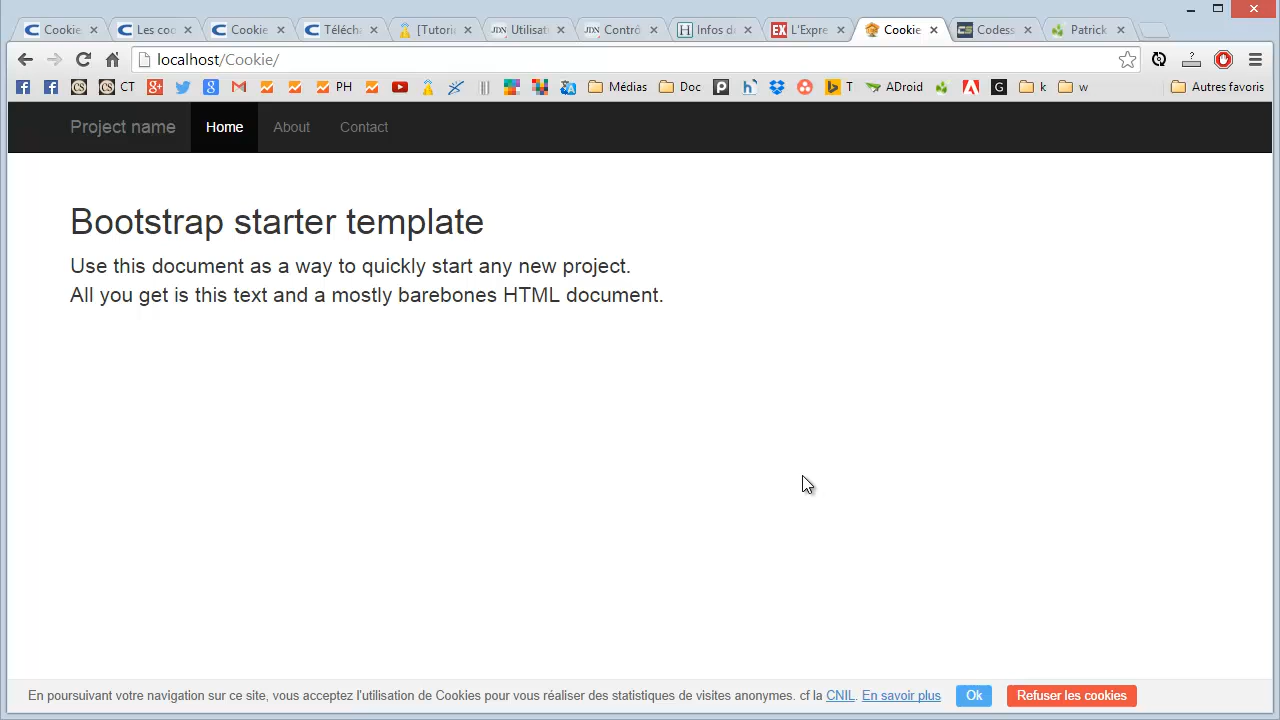 Cookie Les coo Cookie Télécha [Tutori Utilisat Contrô Infos di L'Expre Cookie Codess Patrick
localhost/Cookie/
CT PH Médias Doc T ADroid k w Autres favoris
Project name Home About Contact
Bootstrap starter template
Use this document as a way to quickly start any new project.
All you get is this text and a mostly barebones HTML document.
En poursuivant votre navigation sur ce site, vous acceptez l'utilisation de Cookies pour vous réaliser des statistiques de visites anonymes. cf la CNIL. En savoir plus Ok Refuser les cookies